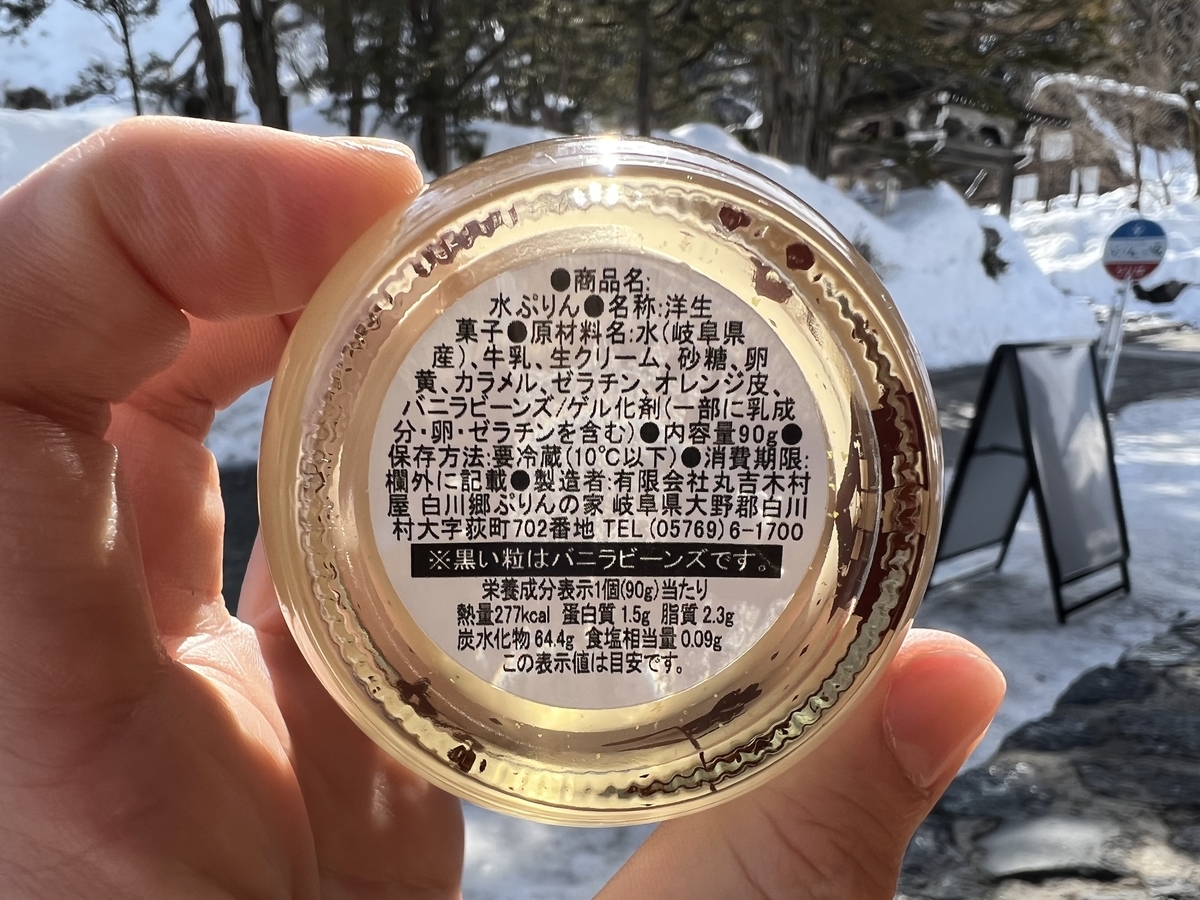 ●商品名:
水ぷりん●名称:洋生
菓子●原材料名:水(岐阜県
産)、牛乳、生クリーム、砂糖、卵
黄、カラメル、ゼラチン、オレンジ皮、
バニラビーンズ/ゲル化剤(一部に乳成
分・卵・ゼラチンを含む)●内容量90g●
保存方法:要冷蔵(10℃以下)●消費期限:
欄外に記載●製造者:有限会社丸吉木村
屋 白川郷ぷりんの家 岐阜県大野郡白川
村大字荻町702番地 TEL(05769)6-1700
※黒い粒はバニラビーンズです。
栄養成分表示1個(90g)当たり
熱量277kcal 蛋白質 1.5g 脂質 2.3g
炭水化物 64.4g 食塩相当量 0.09g
この表示値は目安です。